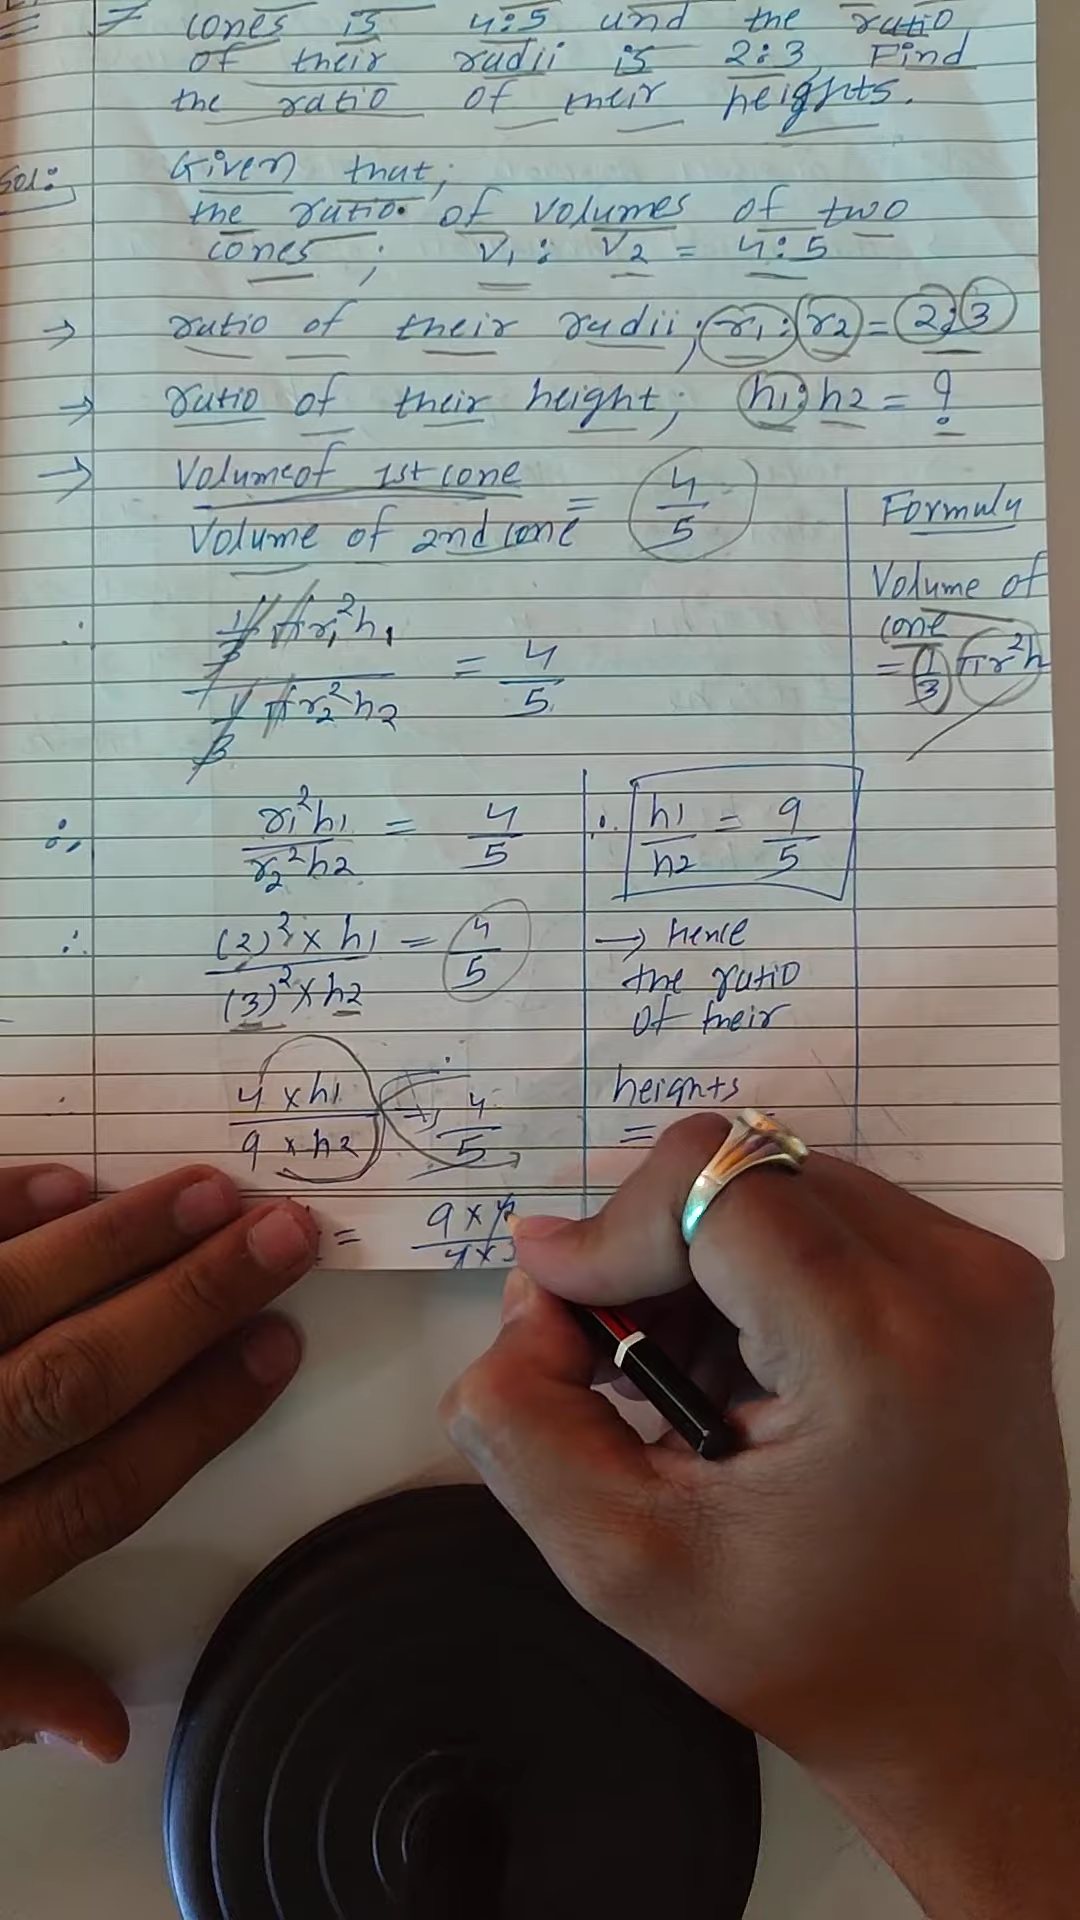 cones is 4:5 and the ratio
of their radii is 2:3, Find
the ratio of their heights.
Sol:
Given that;
the ratio of volumes of two
cones; V1 : V2 = 4:5
→ ratio of their radii; r1 : r2 = 2:3
→ ratio of their height; h1 : h2 = ?
→ Volume of 1st cone / Volume of 2nd cone = 4/5
∴ 1/3 πr1²h1 / 1/3 πr2²h2 = 4/5
∴ r1²h1 / r2²h2 = 4/5
∴ (2)² × h1 / (3)² × h2 = 4/5
∴ 4 × h1 / 9 × h2 = 4/5
= 9 × 4 / 4 ×
Formula
Volume of
cone
= 1/3 πr²h
∴ h1/h2 = 9/5
→ hence
the ratio
of their
heights
=